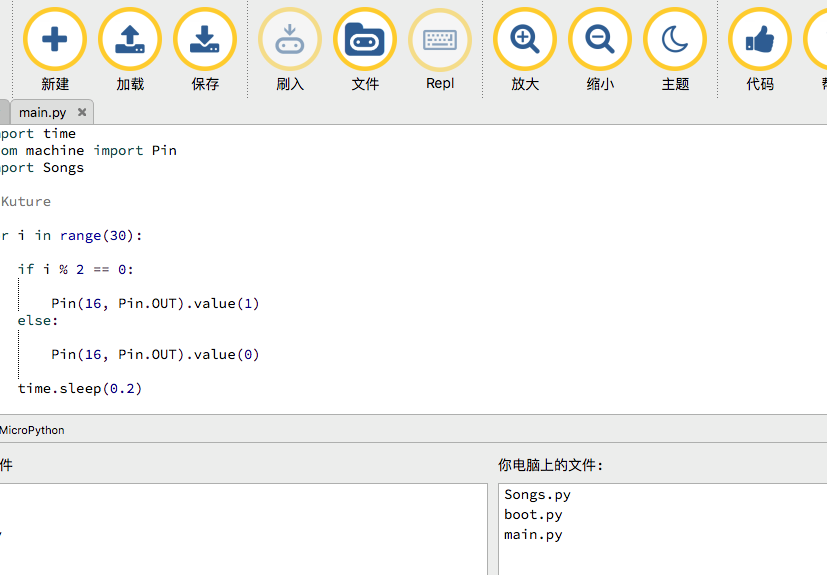 新建
加载
保存
刷入
文件
Repl
放大
缩小
主题
代码
main.py
port time
om machine import Pin
port Songs
Kuture
r i in range(30):
if i % 2 == 0:
Pin(16, Pin.OUT).value(1)
else:
Pin(16, Pin.OUT).value(0)
time.sleep(0.2)
MicroPython
件
你电脑上的文件:
Songs.py
boot.py
main.py